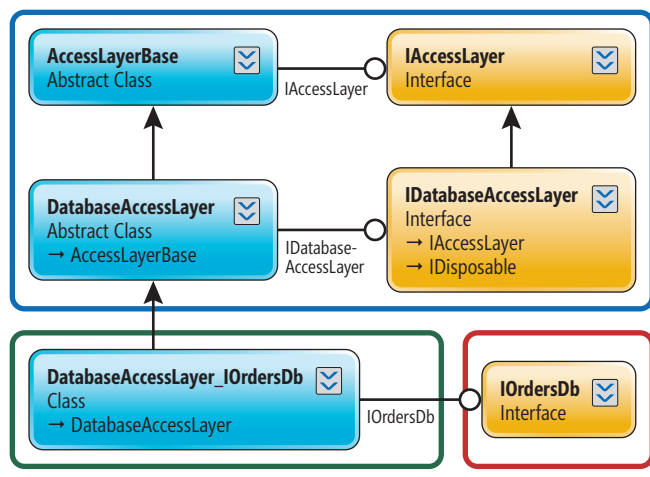 AccessLayerBase
Abstract Class
IAccessLayer
IAccessLayer
Interface
DatabaseAccessLayer
Abstract Class
→ AccessLayerBase
IDatabase-
AccessLayer
IDatabaseAccessLayer
Interface
→ IAccessLayer
→ IDisposable
DatabaseAccessLayer_IOrdersDb
Class
→ DatabaseAccessLayer
IOrdersDb
IOrdersDb
Interface